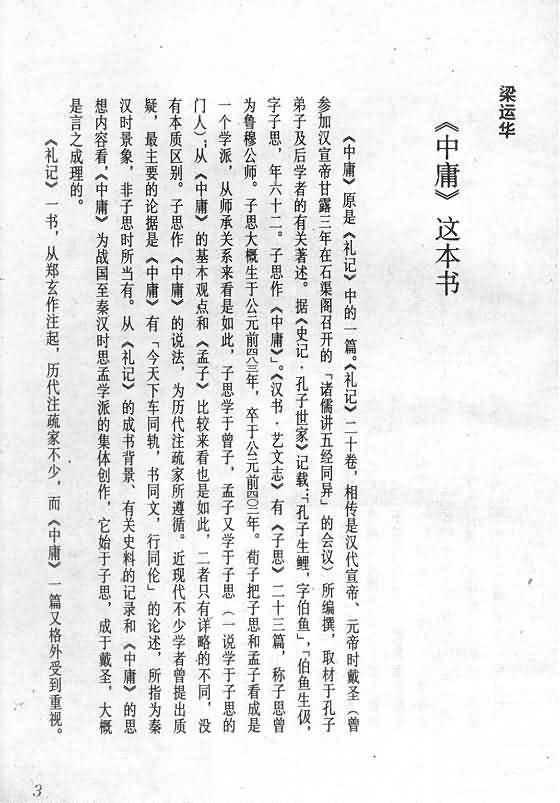 梁运华
《中庸》这本书
《中庸》原是《礼记》中的一篇。《礼记》二十卷，相传是汉代宣帝、元帝时戴圣（曾
参加汉宣帝甘露三年在石渠阁召开的「诸儒讲五经同异」的会议）所编撰，取材于孔子
弟子及后学者的有关著述。据《史记·孔子世家》记载：「孔子生鲤，字伯鱼」，「伯鱼生伋，
字子思，年六十二。子思作《中庸》」。《汉书·艺文志》有《子思》二十三篇，称子思曾
为鲁穆公师。子思大概生于公元前四八三年，卒于公元前四〇二年。荀子把子思和孟子看成是
一个学派，从师承关系来看是如此，子思学于曾子，孟子又学于子思（一说学于子思的
门人）；从《中庸》的基本观点和《孟子》比较来看也是如此，二者只有详略的不同，没
有本质区别。子思作《中庸》的说法，为历代注疏家所遵循。近现代不少学者曾提出质
疑，最主要的论据是《中庸》有「今天下车同轨，书同文，行同伦」的论述，所指为秦
汉时景象，非子思时所当有。从《礼记》的成书背景、有关史料的记录和《中庸》的思
想内容看，《中庸》为战国至秦汉时思孟学派的集体创作，它始于子思，成于戴圣，大概
是言之成理的。
《礼记》一书，从郑玄作注起，历代注疏家不少，而《中庸》一篇又格外受到重视。
3